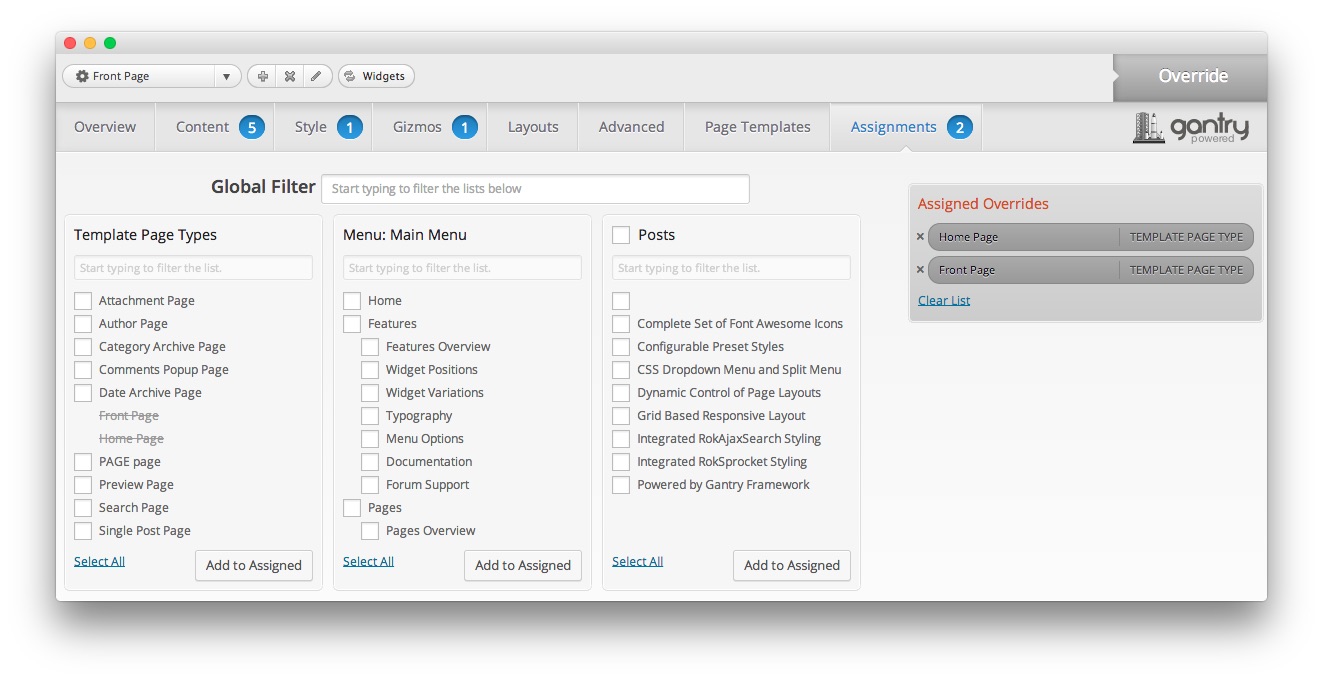 Front Page
Widgets
Override
Overview
Content 5
Style 1
Gizmos 1
Layouts
Advanced
Page Templates
Assignments 2
gantry
powered
Global Filter
Start typing to filter the lists below
Template Page Types
Start typing to filter the list.
Attachment Page
Author Page
Category Archive Page
Comments Popup Page
Date Archive Page
Front Page
Home Page
PAGE page
Preview Page
Search Page
Single Post Page
Select All
Add to Assigned
Menu: Main Menu
Start typing to filter the list.
Home
Features
Features Overview
Widget Positions
Widget Variations
Typography
Menu Options
Documentation
Forum Support
Pages
Pages Overview
Select All
Add to Assigned
Posts
Start typing to filter the list.
Complete Set of Font Awesome Icons
Configurable Preset Styles
CSS Dropdown Menu and Split Menu
Dynamic Control of Page Layouts
Grid Based Responsive Layout
Integrated RokAjaxSearch Styling
Integrated RokSprocket Styling
Powered by Gantry Framework
Select All
Add to Assigned
Assigned Overrides
Home Page TEMPLATE PAGE TYPE
Front Page TEMPLATE PAGE TYPE
Clear List